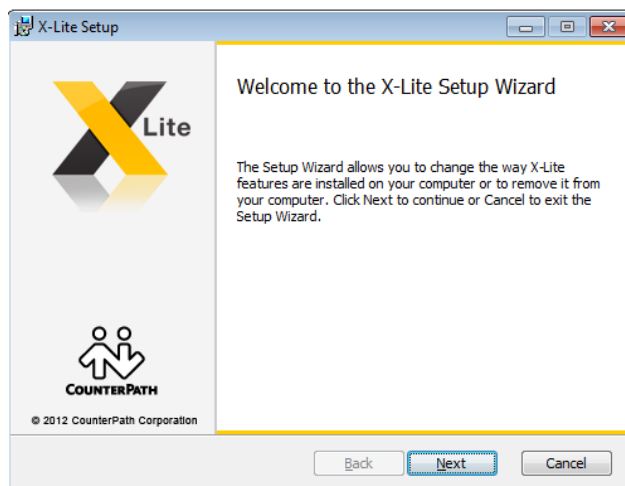 X-Lite Setup
Welcome to the X-Lite Setup Wizard
X Lite
The Setup Wizard allows you to change the way X-Lite
features are installed on your computer or to remove it from
your computer. Click Next to continue or Cancel to exit the
Setup Wizard.
COUNTERPATH
© 2012 CounterPath Corporation
Back Next Cancel